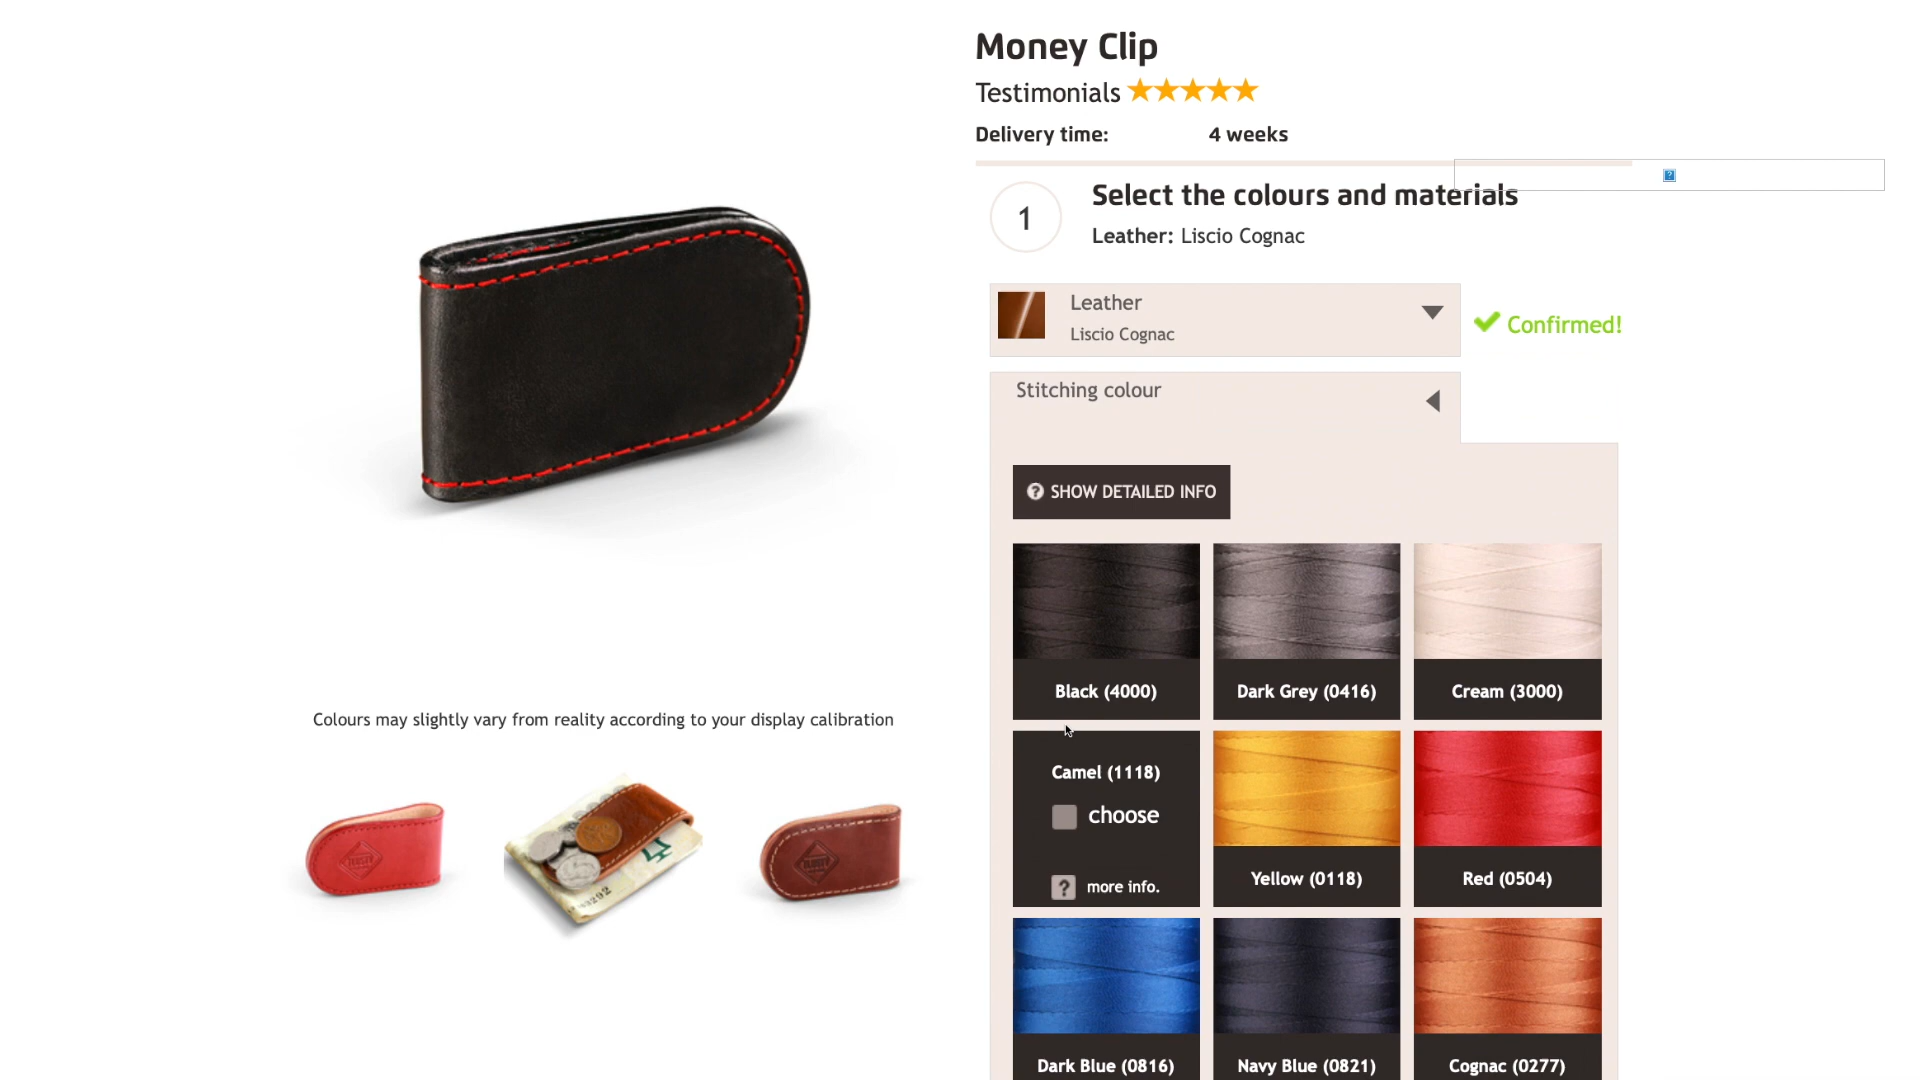 Money Clip
Testimonials
Delivery time: 4 weeks
1
Select the colours and materials
Leather: Liscio Cognac
Leather
Liscio Cognac
Confirmed!
Stitching colour
? SHOW DETAILED INFO
Black (4000)
Dark Grey (0416)
Cream (3000)
Camel (1118)
choose
? more info.
Yellow (0118)
Red (0504)
Dark Blue (0816)
Navy Blue (0821)
Cognac (0277)
Colours may slightly vary from reality according to your display calibration